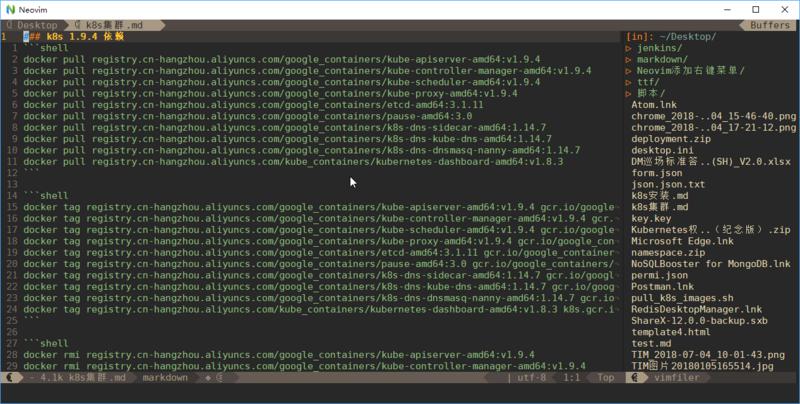 Neovim
Desktop k8s集群.md Buffers
1 ### k8s 1.9.4 依赖
1 ```shell
2 docker pull registry.cn-hangzhou.aliyuncs.com/google_containers/kube-apiserver-amd64:v1.9.4
3 docker pull registry.cn-hangzhou.aliyuncs.com/google_containers/kube-controller-manager-amd64:v1.9.4
4 docker pull registry.cn-hangzhou.aliyuncs.com/google_containers/kube-scheduler-amd64:v1.9.4
5 docker pull registry.cn-hangzhou.aliyuncs.com/google_containers/kube-proxy-amd64:v1.9.4
6 docker pull registry.cn-hangzhou.aliyuncs.com/google_containers/etcd-amd64:3.1.11
7 docker pull registry.cn-hangzhou.aliyuncs.com/google_containers/pause-amd64:3.0
8 docker pull registry.cn-hangzhou.aliyuncs.com/google_containers/k8s-dns-sidecar-amd64:1.14.7
9 docker pull registry.cn-hangzhou.aliyuncs.com/google_containers/k8s-dns-kube-dns-amd64:1.14.7
10 docker pull registry.cn-hangzhou.aliyuncs.com/google_containers/k8s-dns-dnsmasq-nanny-amd64:1.14.7
11 docker pull registry.cn-hangzhou.aliyuncs.com/kube_containers/kubernetes-dashboard-amd64:v1.8.3
12 ```
13
14 ```shell
15 docker tag registry.cn-hangzhou.aliyuncs.com/google_containers/kube-apiserver-amd64:v1.9.4 gcr.io/google
16 docker tag registry.cn-hangzhou.aliyuncs.com/google_containers/kube-controller-manager-amd64:v1.9.4 gcr.
17 docker tag registry.cn-hangzhou.aliyuncs.com/google_containers/kube-scheduler-amd64:v1.9.4 gcr.io/google
18 docker tag registry.cn-hangzhou.aliyuncs.com/google_containers/kube-proxy-amd64:v1.9.4 gcr.io/google_con
19 docker tag registry.cn-hangzhou.aliyuncs.com/google_containers/etcd-amd64:3.1.11 gcr.io/google_container
20 docker tag registry.cn-hangzhou.aliyuncs.com/google_containers/pause-amd64:3.0 gcr.io/google_containers/
21 docker tag registry.cn-hangzhou.aliyuncs.com/google_containers/k8s-dns-sidecar-amd64:1.14.7 gcr.io/googl
22 docker tag registry.cn-hangzhou.aliyuncs.com/google_containers/k8s-dns-kube-dns-amd64:1.14.7 gcr.io/goog
23 docker tag registry.cn-hangzhou.aliyuncs.com/google_containers/k8s-dns-dnsmasq-nanny-amd64:1.14.7 gcr.io
24 docker tag registry.cn-hangzhou.aliyuncs.com/kube_containers/kubernetes-dashboard-amd64:v1.8.3 k8s.gcr.i
25 ```
26
27 ```shell
28 docker rmi registry.cn-hangzhou.aliyuncs.com/google_containers/kube-apiserver-amd64:v1.9.4
29 docker rmi registry.cn-hangzhou.aliyuncs.com/google_containers/kube-controller-manager-amd64:v1.9.4
- 4.1k k8s集群.md markdown | utf-8 1:1 Top
[in]: ~/Desktop/
▷ jenkins/
▷ markdown/
▷ Neovim添加右键菜单/
▷ ttf/
▷ 脚本/
Atom.lnk
chrome_2018-..04_15-46-40.png
chrome_2018-..04_17-21-12.png
deployment.zip
desktop.ini
DM巡场标准答..(SH)_V2.0.xlsx
form.json
json.json.txt
k8s安装.md
k8s集群.md
key.key
Kubernetes权..（纪念版）.zip
Microsoft Edge.lnk
namespace.zip
NoSQLBooster for MongoDB.lnk
permi.json
Postman.lnk
pull_k8s_images.sh
RedisDesktopManager.lnk
ShareX-12.0.0-backup.sxb
template4.html
test.md
TIM_2018-07-04_10-01-43.png
TIM图片20180105165514.jpg
vimfiler